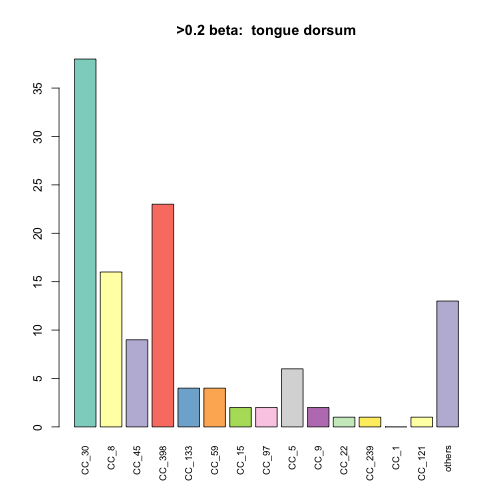 >0.2 beta:  tongue dorsum
35
30
25
20
15
10
5
0
CC_30
CC_8
CC_45
CC_398
CC_133
CC_59
CC_15
CC_97
CC_5
CC_9
CC_22
CC_239
CC_1
CC_121
others